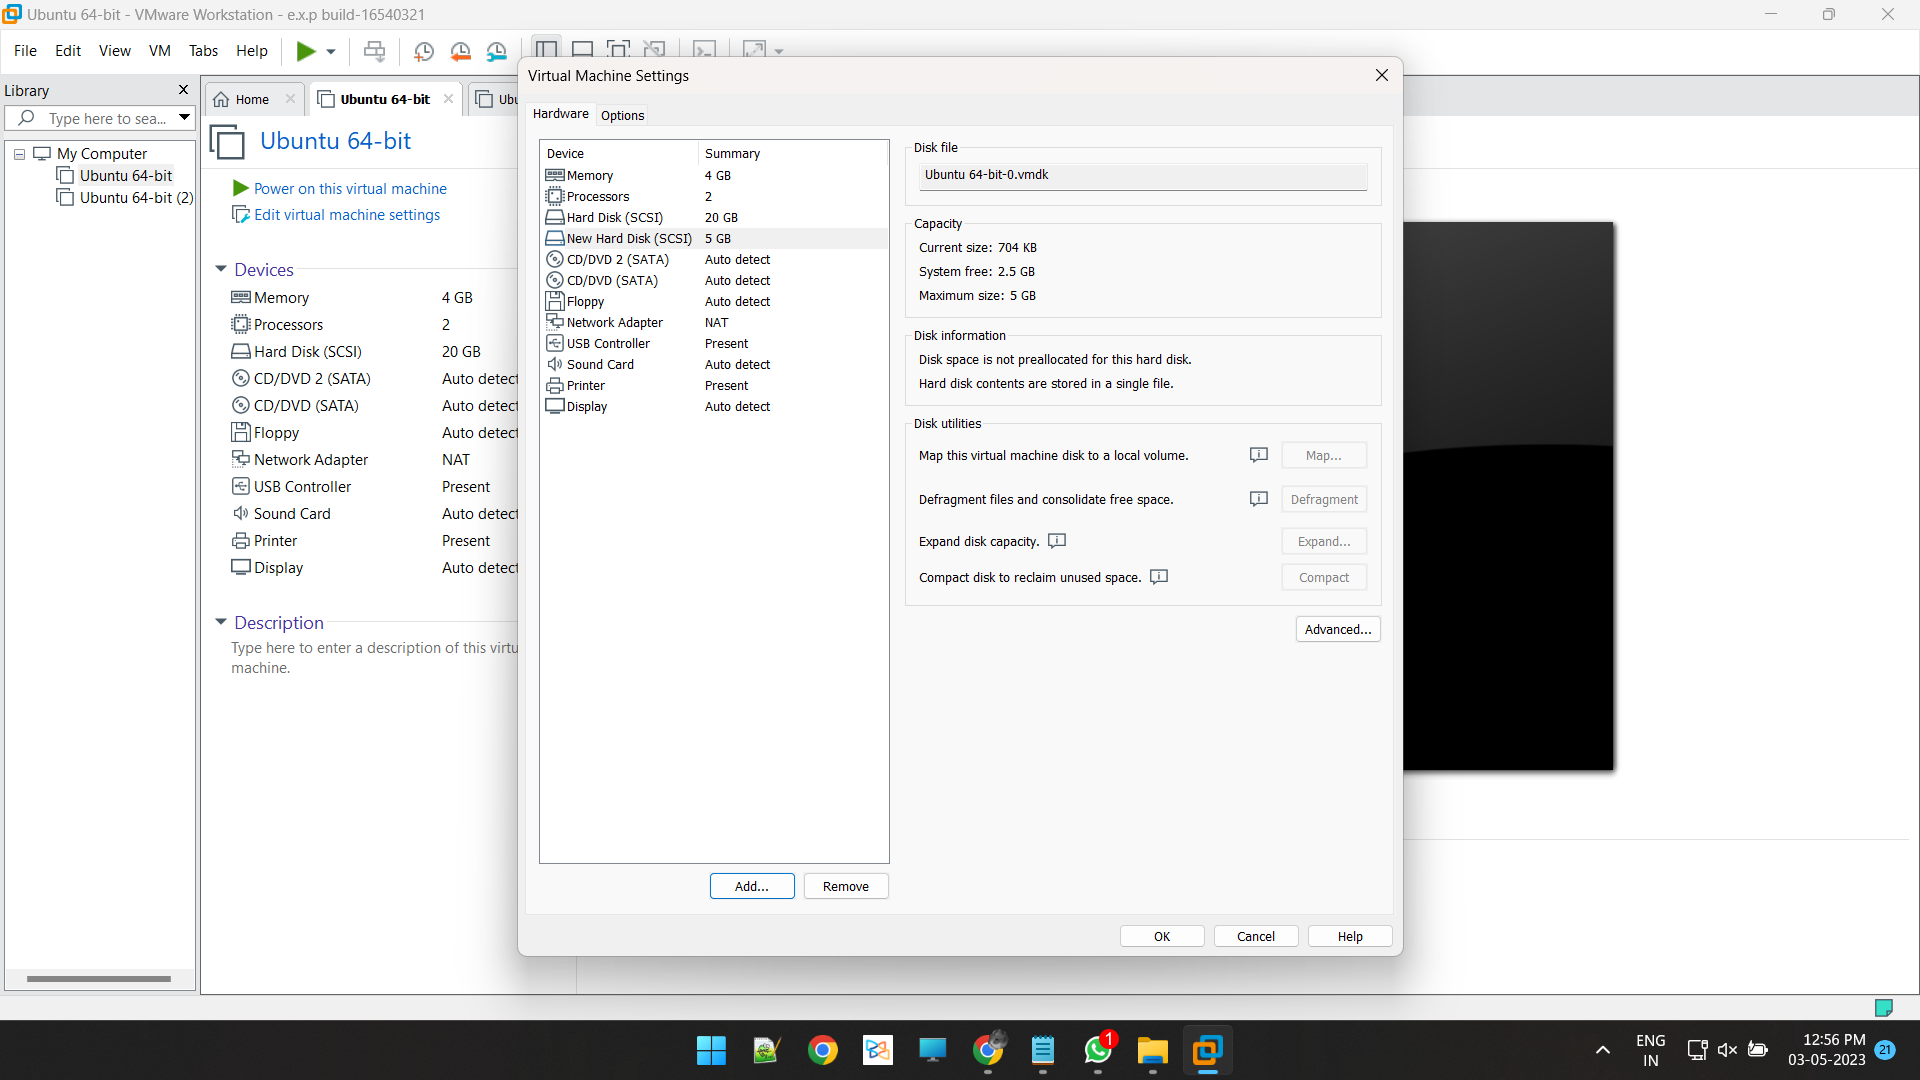 Ubuntu 64-bit - VMware Workstation - e.x.p build-16540321
File Edit View VM Tabs Help
Library
Type here to sea...
My Computer
Ubuntu 64-bit
Ubuntu 64-bit (2)
Home
Ubuntu 64-bit
Ubu
Ubuntu 64-bit
Power on this virtual machine
Edit virtual machine settings
Devices
Memory 4 GB
Processors 2
Hard Disk (SCSI) 20 GB
CD/DVD 2 (SATA) Auto detect
CD/DVD (SATA) Auto detect
Floppy Auto detect
Network Adapter NAT
USB Controller Present
Sound Card Auto detect
Printer Present
Display Auto detect
Description
Type here to enter a description of this virtu
machine.
Virtual Machine Settings
Hardware Options
Device Summary
Memory 4 GB
Processors 2
Hard Disk (SCSI) 20 GB
New Hard Disk (SCSI) 5 GB
CD/DVD 2 (SATA) Auto detect
CD/DVD (SATA) Auto detect
Floppy Auto detect
Network Adapter NAT
USB Controller Present
Sound Card Auto detect
Printer Present
Display Auto detect
Add... Remove
Disk file
Ubuntu 64-bit-0.vmdk
Capacity
Current size: 704 KB
System free: 2.5 GB
Maximum size: 5 GB
Disk information
Disk space is not preallocated for this hard disk.
Hard disk contents are stored in a single file.
Disk utilities
Map this virtual machine disk to a local volume. Map...
Defragment files and consolidate free space. Defragment
Expand disk capacity. Expand...
Compact disk to reclaim unused space. Compact
Advanced...
OK Cancel Help
1
ENG
IN
12:56 PM
03-05-2023
21